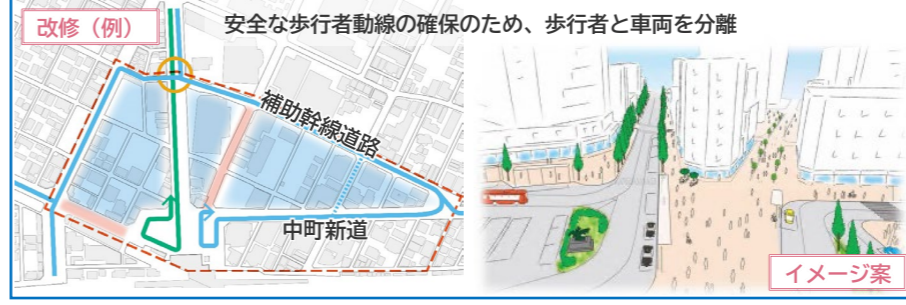 改修（例）
安全な歩行者動線の確保のため、歩行者と車両を分離
補助幹線道路
中町新道
イメージ案